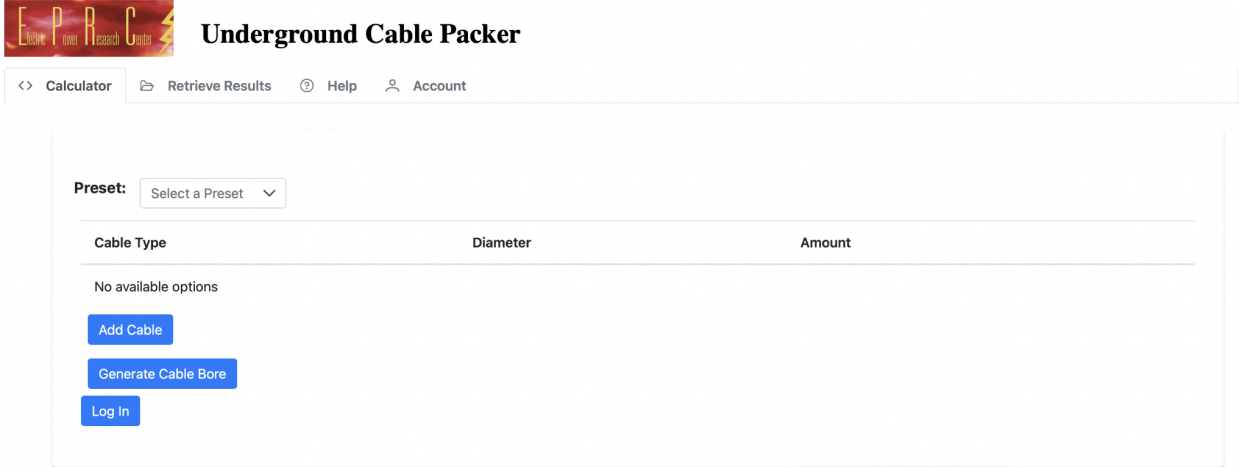 Electric Power Research Center
Underground Cable Packer
Calculator Retrieve Results Help Account
Preset: Select a Preset
Cable Type Diameter Amount
No available options
Add Cable
Generate Cable Bore
Log In